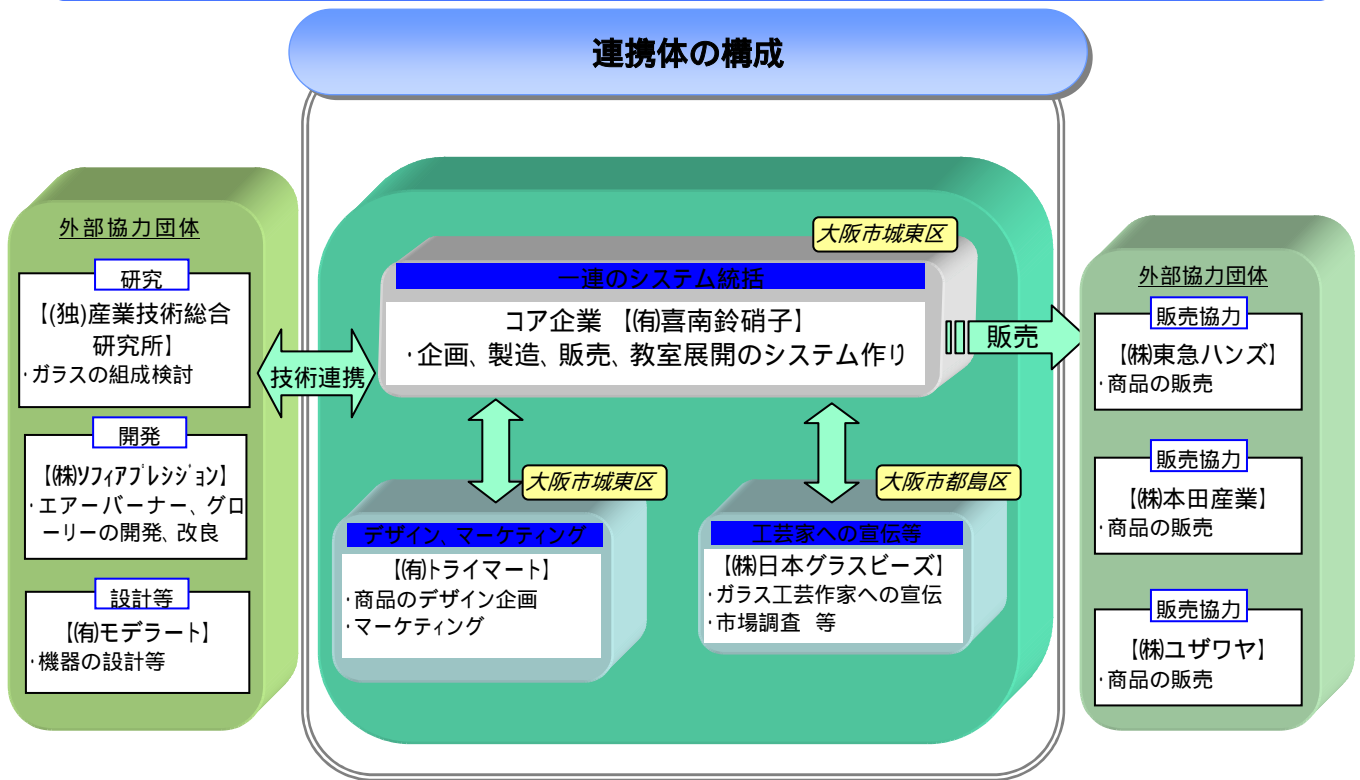 連携体の構成
外部協力団体
研究
【(独)産業技術総合
研究所】
・ガラスの組成検討
開発
【㈱ソフィアプレシジョン】
・エアーバーナー、グロ
ーリーの開発、改良
設計等
【㈲モデラート】
・機器の設計等
技術連携
大阪市城東区
一連のシステム統括
コア企業 【㈲喜南鈴硝子】
・企画、製造、販売、教室展開のシステム作り
大阪市城東区
デザイン、マーケティング
【㈲トライマート】
・商品のデザイン企画
・マーケティング
大阪市都島区
工芸家への宣伝等
【㈱日本グラスビーズ】
・ガラス工芸作家への宣伝
・市場調査 等
販売
外部協力団体
販売協力
【㈱東急ハンズ】
・商品の販売
販売協力
【㈱本田産業】
・商品の販売
販売協力
【㈱ユザワヤ】
・商品の販売